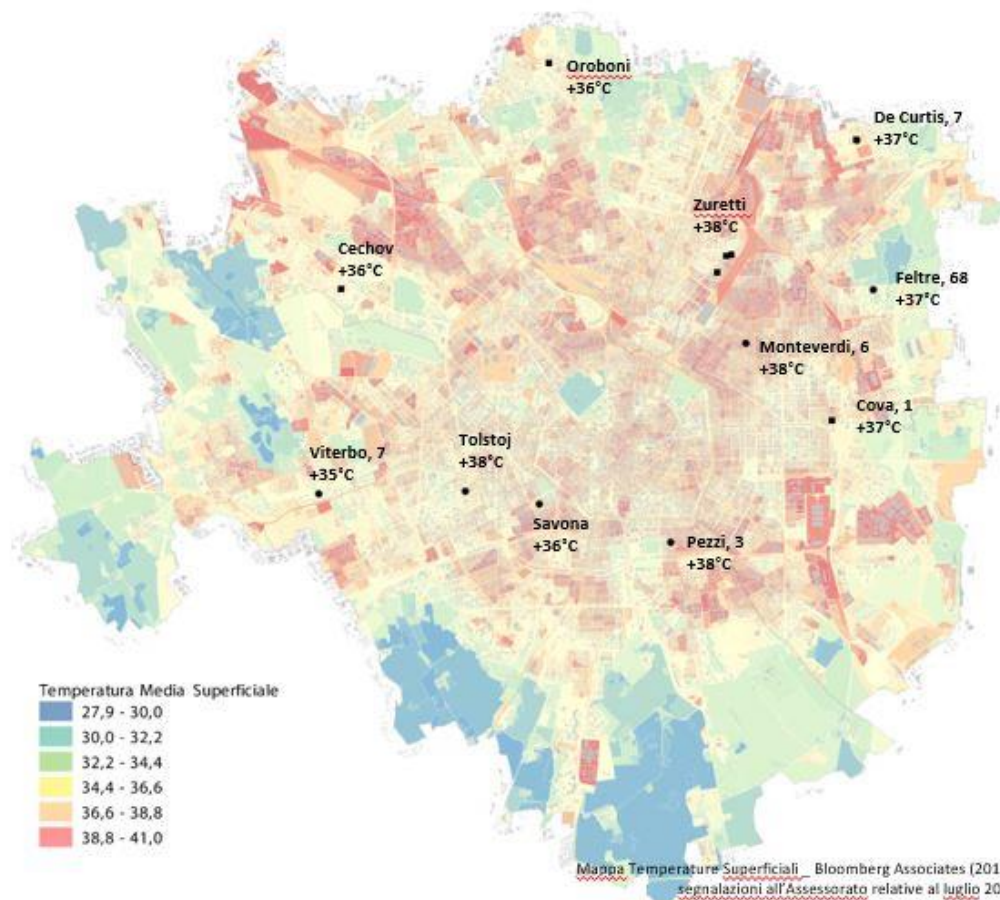 Oroboni
+36°C
De Curtis, 7
+37°C
Zuretti
+38°C
Cechov
+36°C
Feltre, 68
+37°C
Monteverdi, 6
+38°C
Cova, 1
+37°C
Tolstoj
+38°C
Viterbo, 7
+35°C
Savona
+36°C
Pezzi, 3
+38°C
Temperatura Media Superficiale
27,9 - 30,0
30,0 - 32,2
32,2 - 34,4
34,4 - 36,6
36,6 - 38,8
38,8 - 41,0
Mappa Temperature Superficiali_ Bloomberg Associates (201
segnalazioni all'Assessorato relative al luglio 20